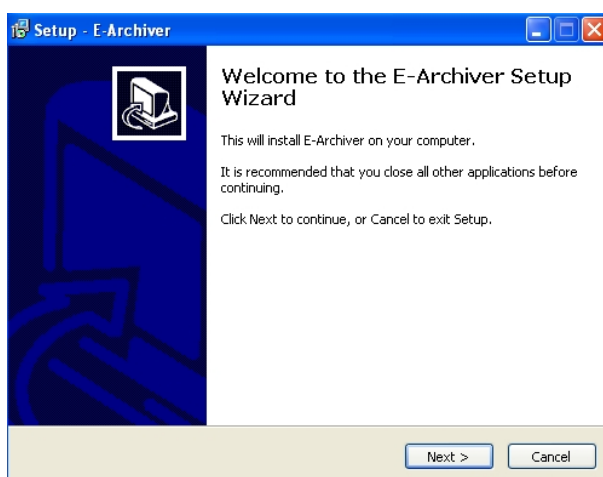 Setup - E-Archiver
Welcome to the E-Archiver Setup
Wizard
This will install E-Archiver on your computer.
It is recommended that you close all other applications before
continuing.
Click Next to continue, or Cancel to exit Setup.
Next >
Cancel